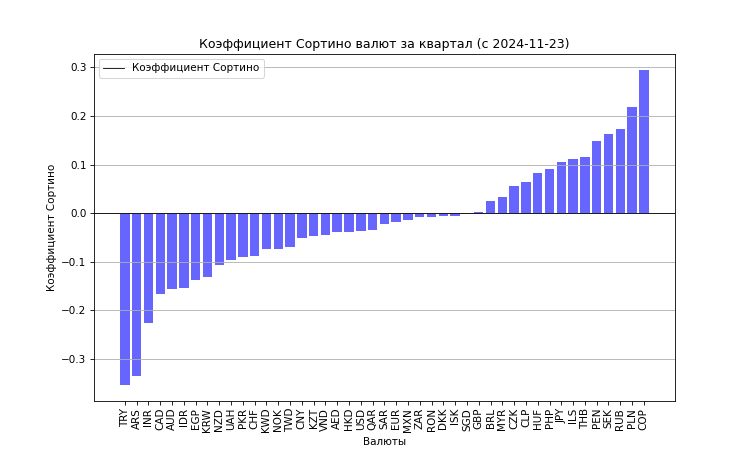 Коэффициент Сортино валют за квартал (с 2024-11-23)
Коэффициент Сортино
Коэффициент Сортино
0.3
0.2
0.1
0.0
−0.1
−0.2
−0.3
TRY ARS INR CAD AUD IDR EGP KRW NZD UAH PKR CHF KWD NOK TWD CNY KZT VND AED HKD USD QAR SAR EUR MXN ZAR RON DKK ISK SGD GBP BRL MYR CZK CLP HUF PHP JPY ILS THB PEN SEK RUB PLN COP
Валюты